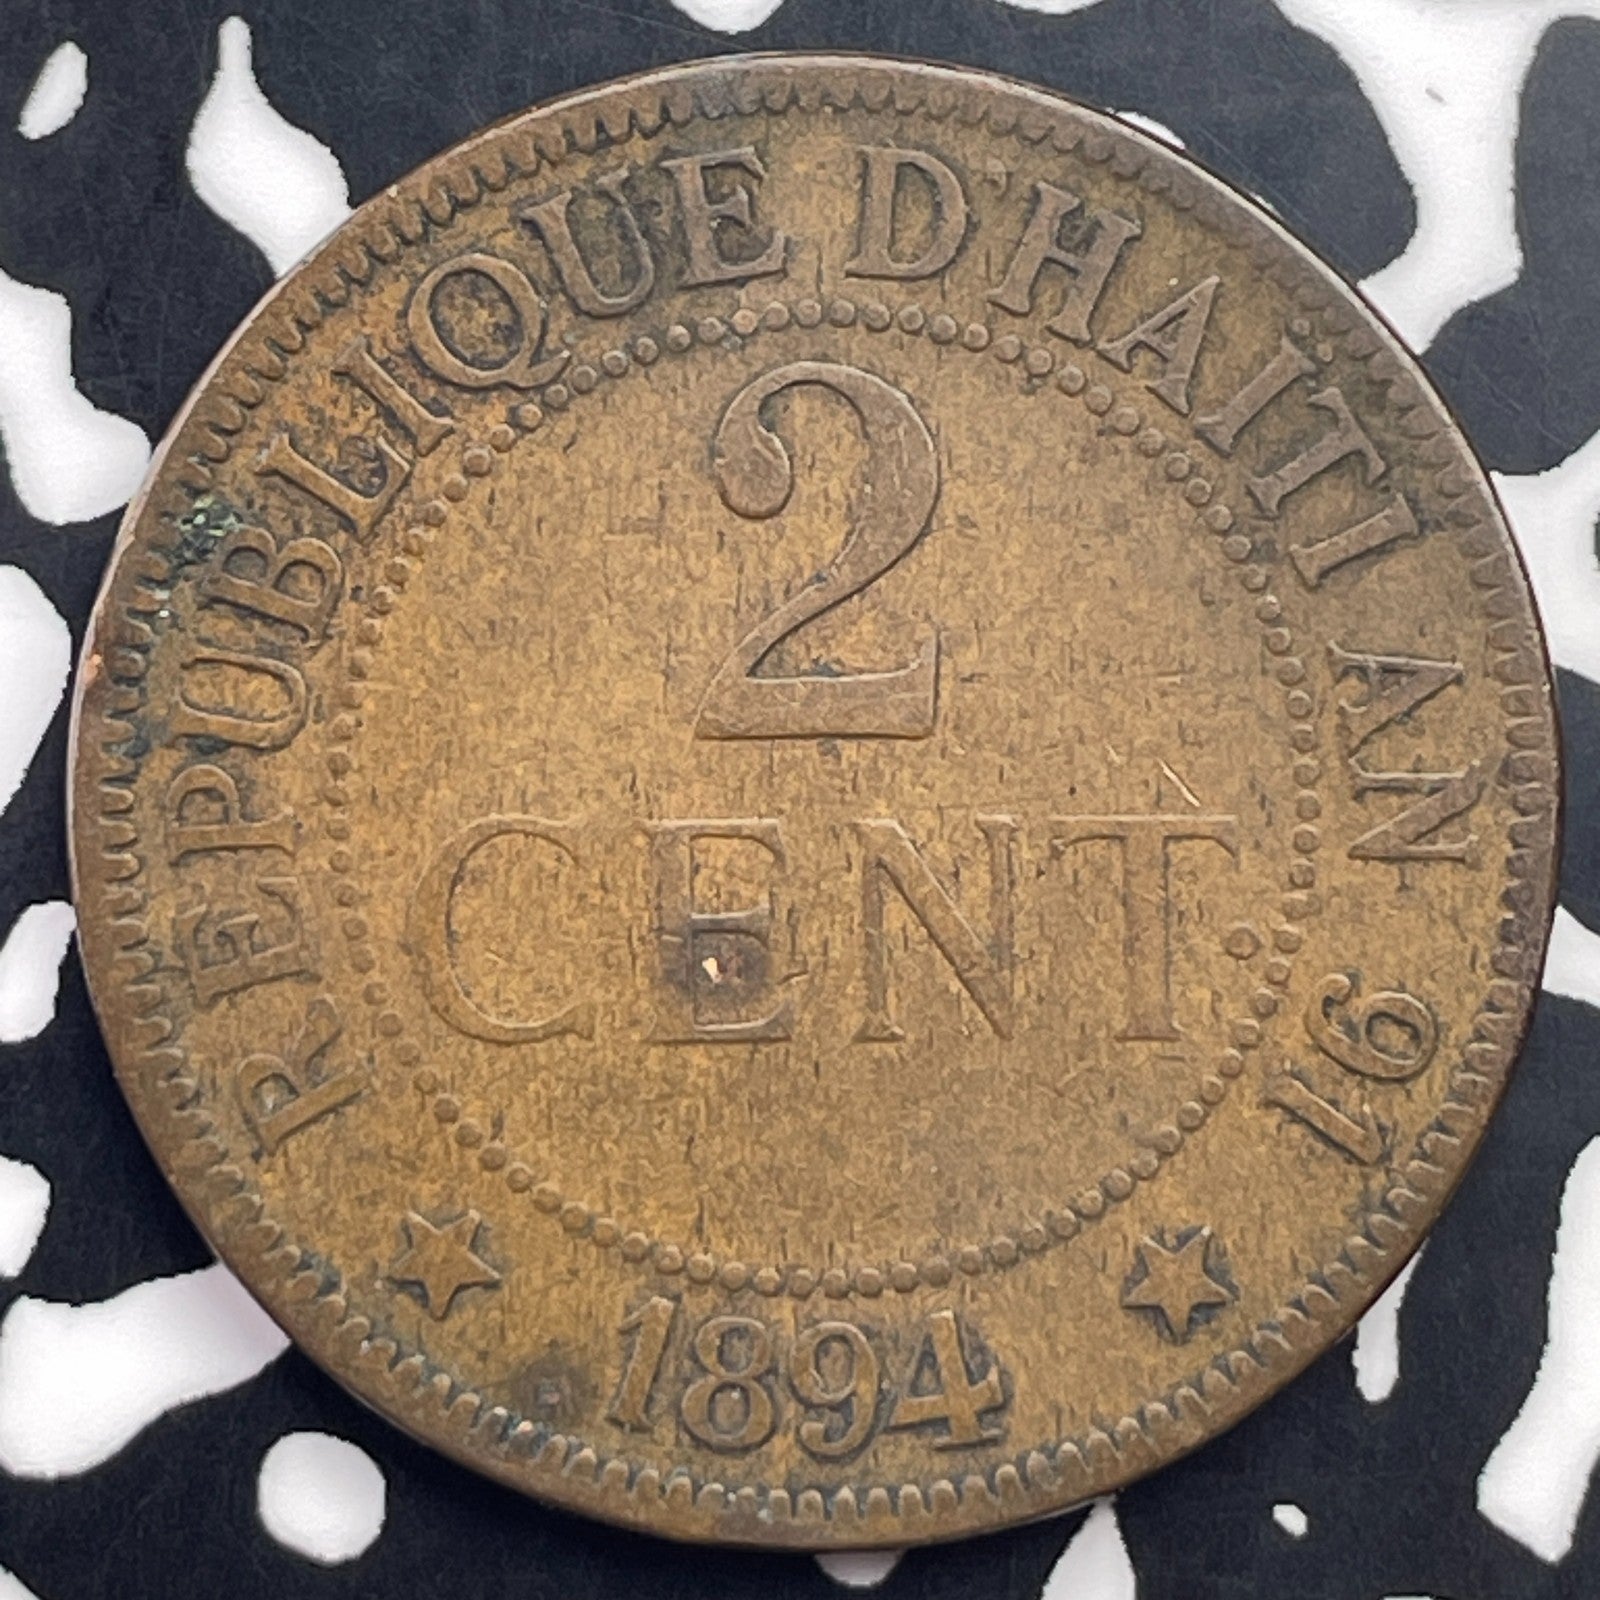 REPUBLIQUE D'HAITI AN 91
2
CENT.
1894